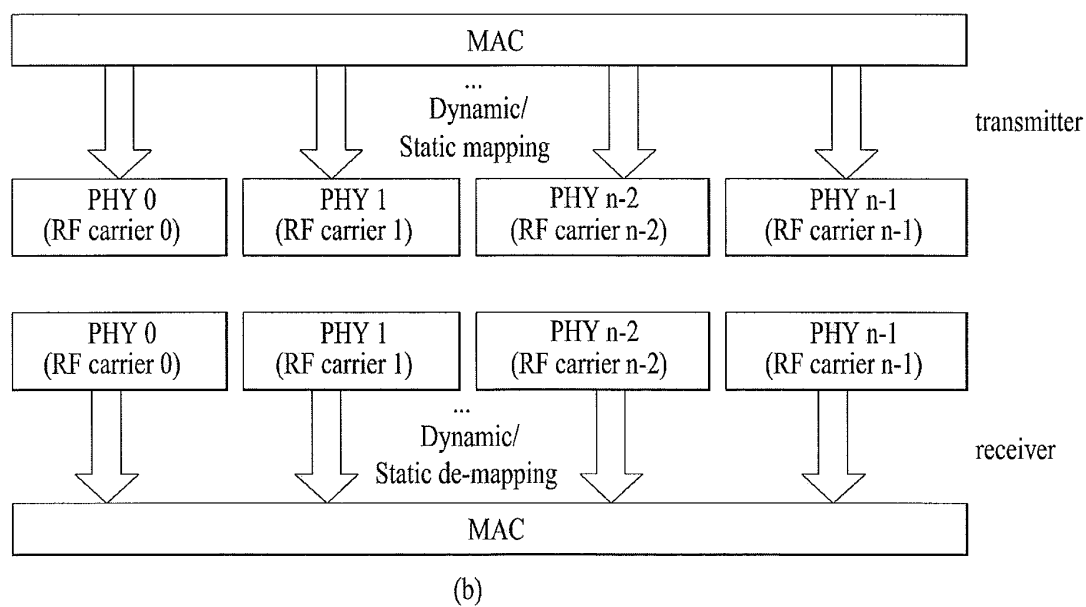 MAC
...
Dynamic/
Static mapping
transmitter
PHY 0
(RF carrier 0)
PHY 1
(RF carrier 1)
PHY n-2
(RF carrier n-2)
PHY n-1
(RF carrier n-1)
PHY 0
(RF carrier 0)
PHY 1
(RF carrier 1)
PHY n-2
(RF carrier n-2)
PHY n-1
(RF carrier n-1)
...
Dynamic/
Static de-mapping
receiver
MAC
(b)